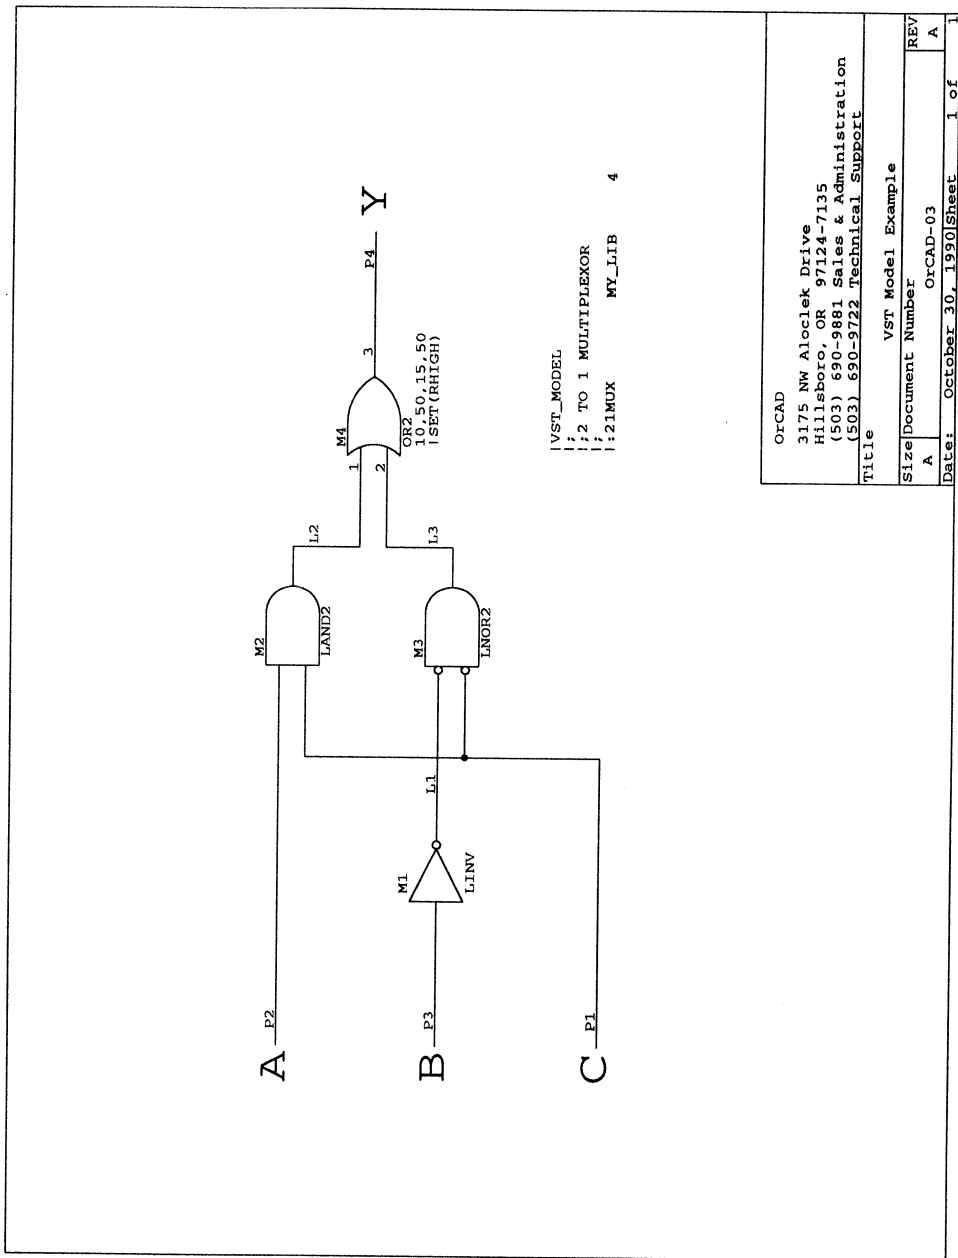 A
P2
B
P3
C
P1
M1
LINV
L1
M2
LAND2
M3
LNOR2
L2
L3
M4
1
2
3
OR2
10,50,15,50
|SET(RHIGH)
P4
Y
|VST_MODEL
|;
|;2 TO 1 MULTIPLEXOR
|;
|:21MUX MY_LIB 4
OrCAD
3175 NW Aloclek Drive
Hillsboro, OR 97124-7135
(503) 690-9881 Sales & Administration
(503) 690-9722 Technical Support
Title
VST Model Example
Size Document Number REV
A OrCAD-03 A
Date: October 30, 1990 Sheet 1 of 1